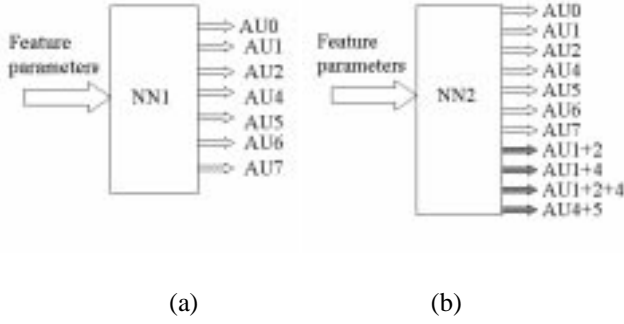 Feature
parameters
NN1
AU0
AU1
AU2
AU4
AU5
AU6
AU7
Feature
parameters
NN2
AU0
AU1
AU2
AU4
AU5
AU6
AU7
AU1+2
AU1+4
AU1+2+4
AU4+5
(a)
(b)